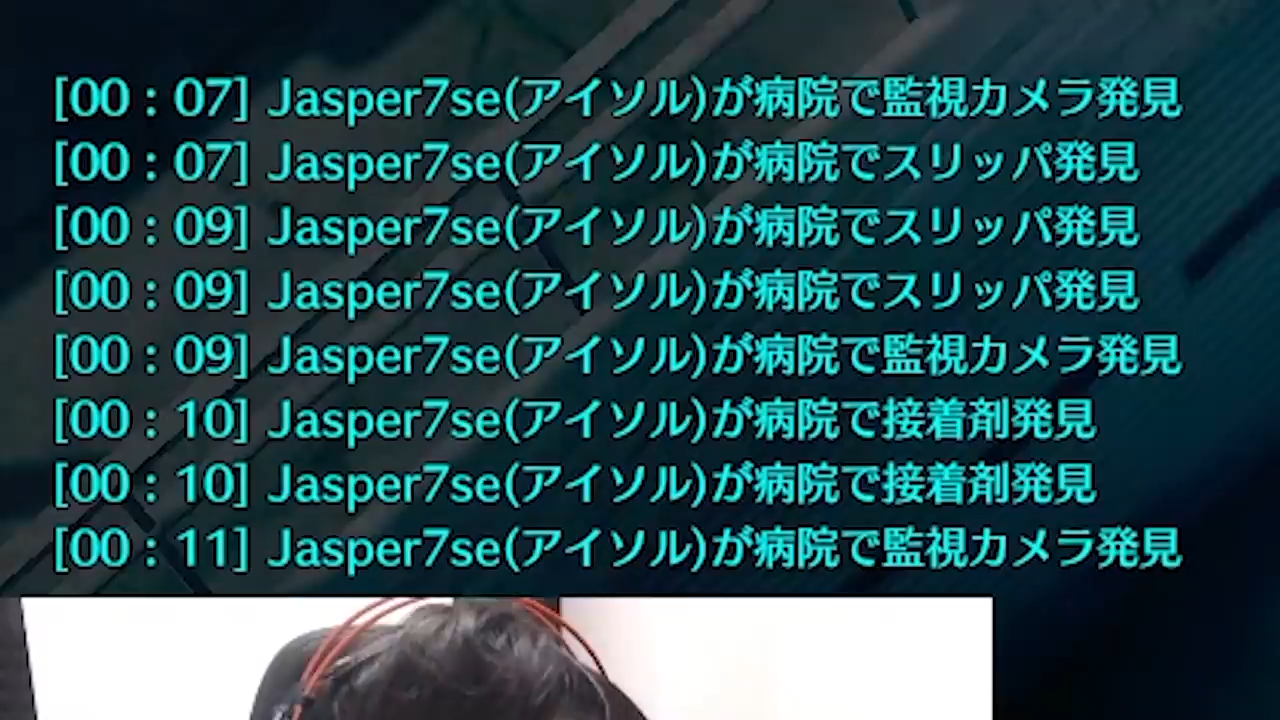 [00 : 07] Jasper7se(アイソル)が病院で監視カメラ発見
[00 : 07] Jasper7se(アイソル)が病院でスリッパ発見
[00 : 09] Jasper7se(アイソル)が病院でスリッパ発見
[00 : 09] Jasper7se(アイソル)が病院でスリッパ発見
[00 : 09] Jasper7se(アイソル)が病院で監視カメラ発見
[00 : 10] Jasper7se(アイソル)が病院で接着剤発見
[00 : 10] Jasper7se(アイソル)が病院で接着剤発見
[00 : 11] Jasper7se(アイソル)が病院で監視カメラ発見